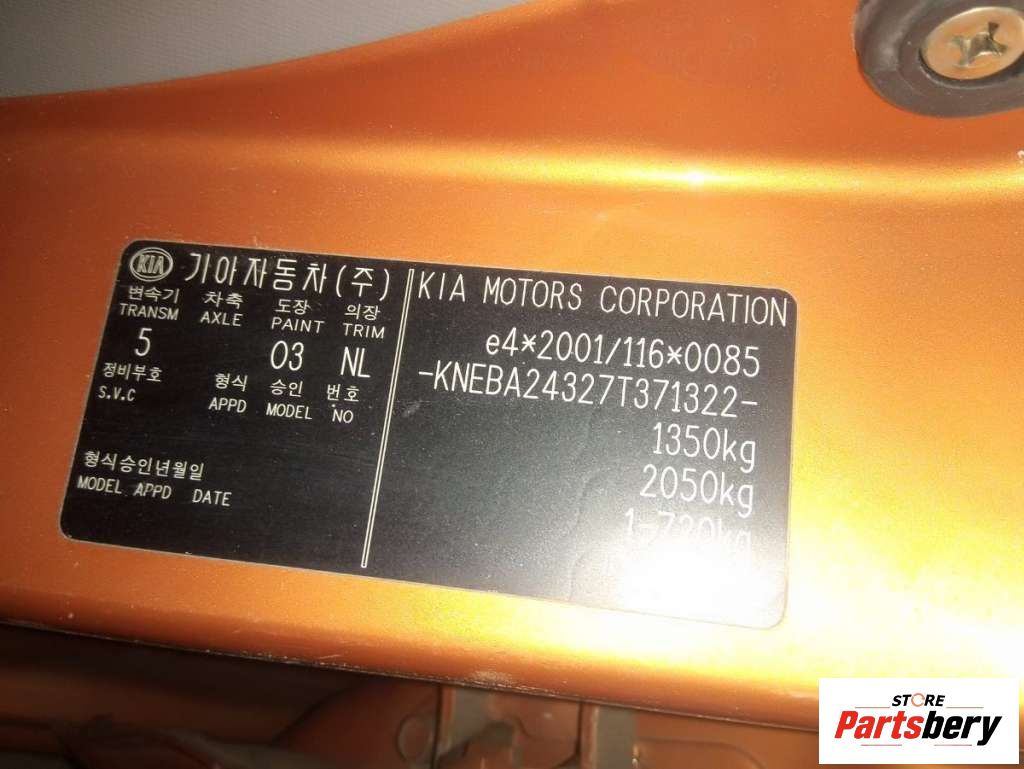 KIA 기아자동차(주)
변속기 차축 도장 의장
TRANSM AXLE PAINT TRIM
5 03 NL
정비부호 형식 승인 번호
S.V.C APPD MODEL NO
형식승인년월일
MODEL APPD DATE
KIA MOTORS CORPORATION
e4*2001/116*0085
-KNEBA24327T371322-
1350kg
2050kg
1-720kg
STORE
Partsbery